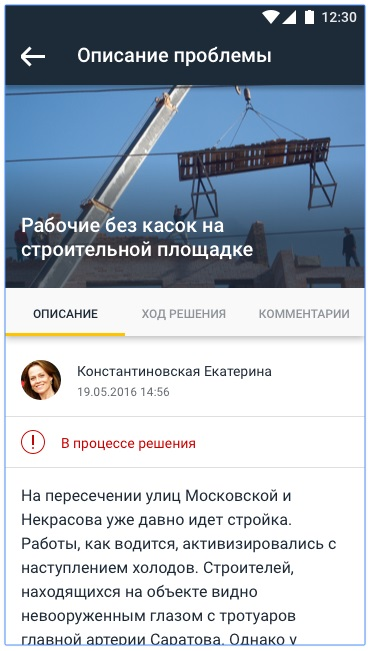 12:30
Описание проблемы
Рабочие без касок на
строительной площадке
ОПИСАНИЕ ХОД РЕШЕНИЯ КОММЕНТАРИИ
Константиновская Екатерина
19.05.2016 14:56
В процессе решения
На пересечении улиц Московской и
Некрасова уже давно идет стройка.
Работы, как водится, активизировались с
наступлением холодов. Строителей,
находящихся на объекте видно
невооруженным глазом с тротуаров
главной артерии Саратова. Однако у